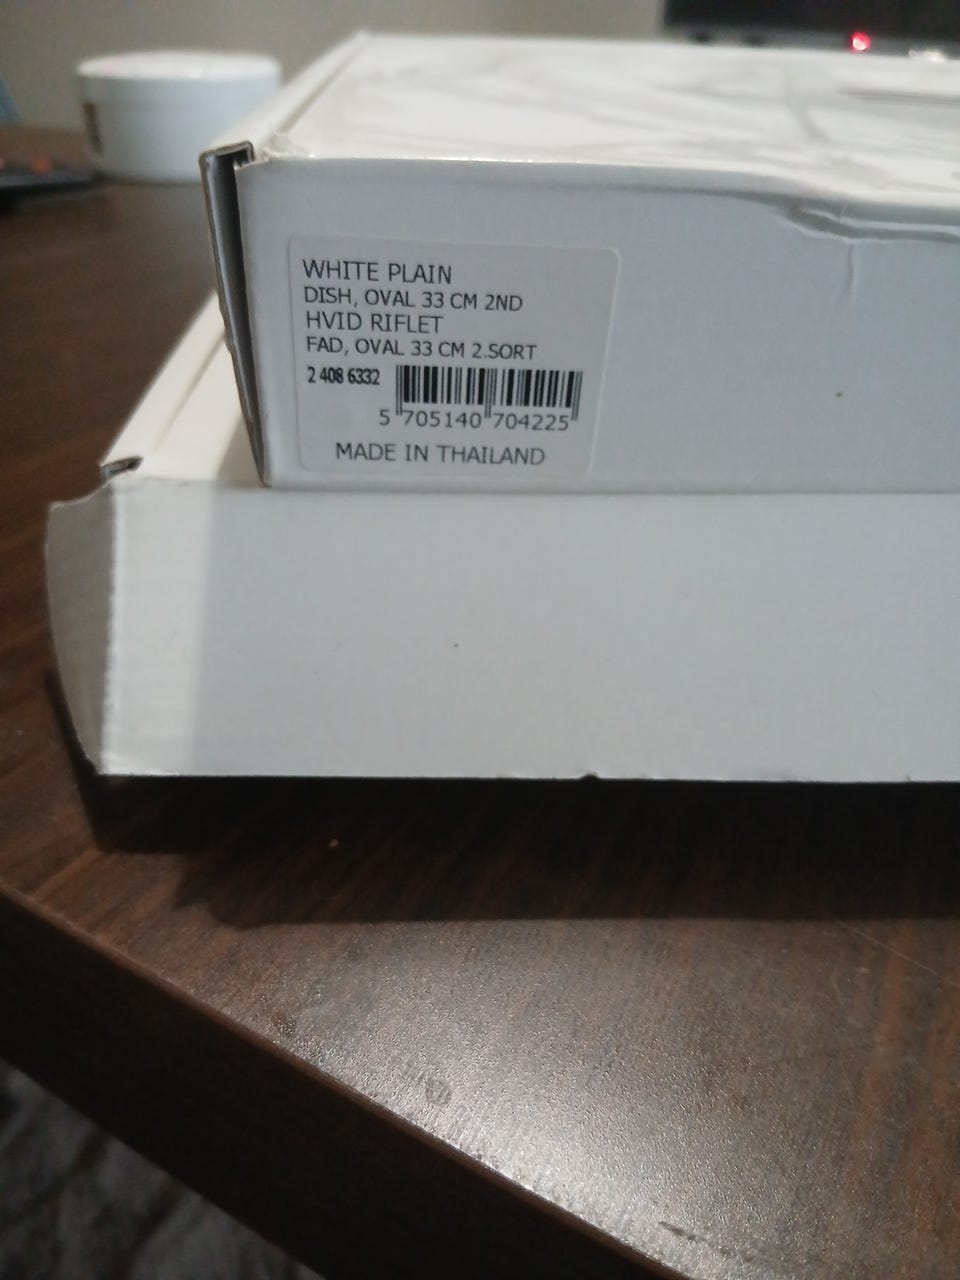 WHITE PLAIN
DISH, OVAL 33 CM 2ND
HVID RIFLET
FAD, OVAL 33 CM 2.SORT
2 408 6332
5 705140 704225
MADE IN THAILAND